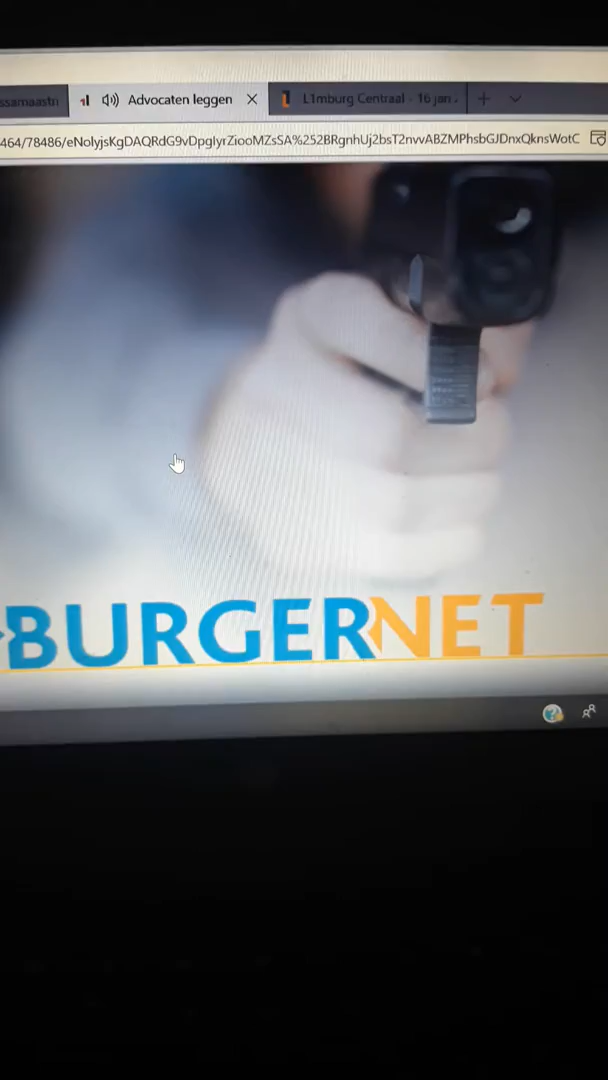 ssamaastri
Advocaten leggen
L1mburg Centraal - 16 jan
464/78486/eNolyjsKgDAQRdG9vDpglyrZiooMZsSA%252BRgnhUj2bsT2nvvABZMPhsbGJDnxQknsWotC
BURGERNET